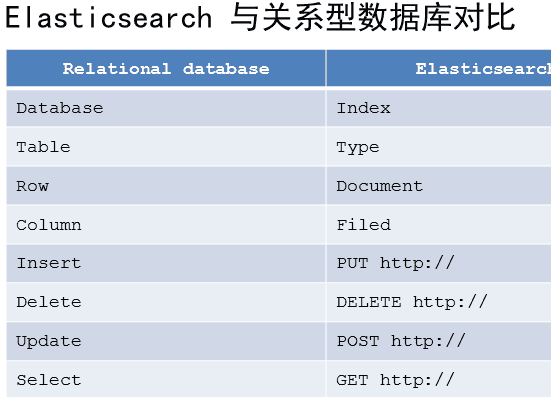 Elasticsearch 与关系型数据库对比
Relational database Elasticsearch
Database Index
Table Type
Row Document
Column Filed
Insert PUT http://
Delete DELETE http://
Update POST http://
Select GET http://